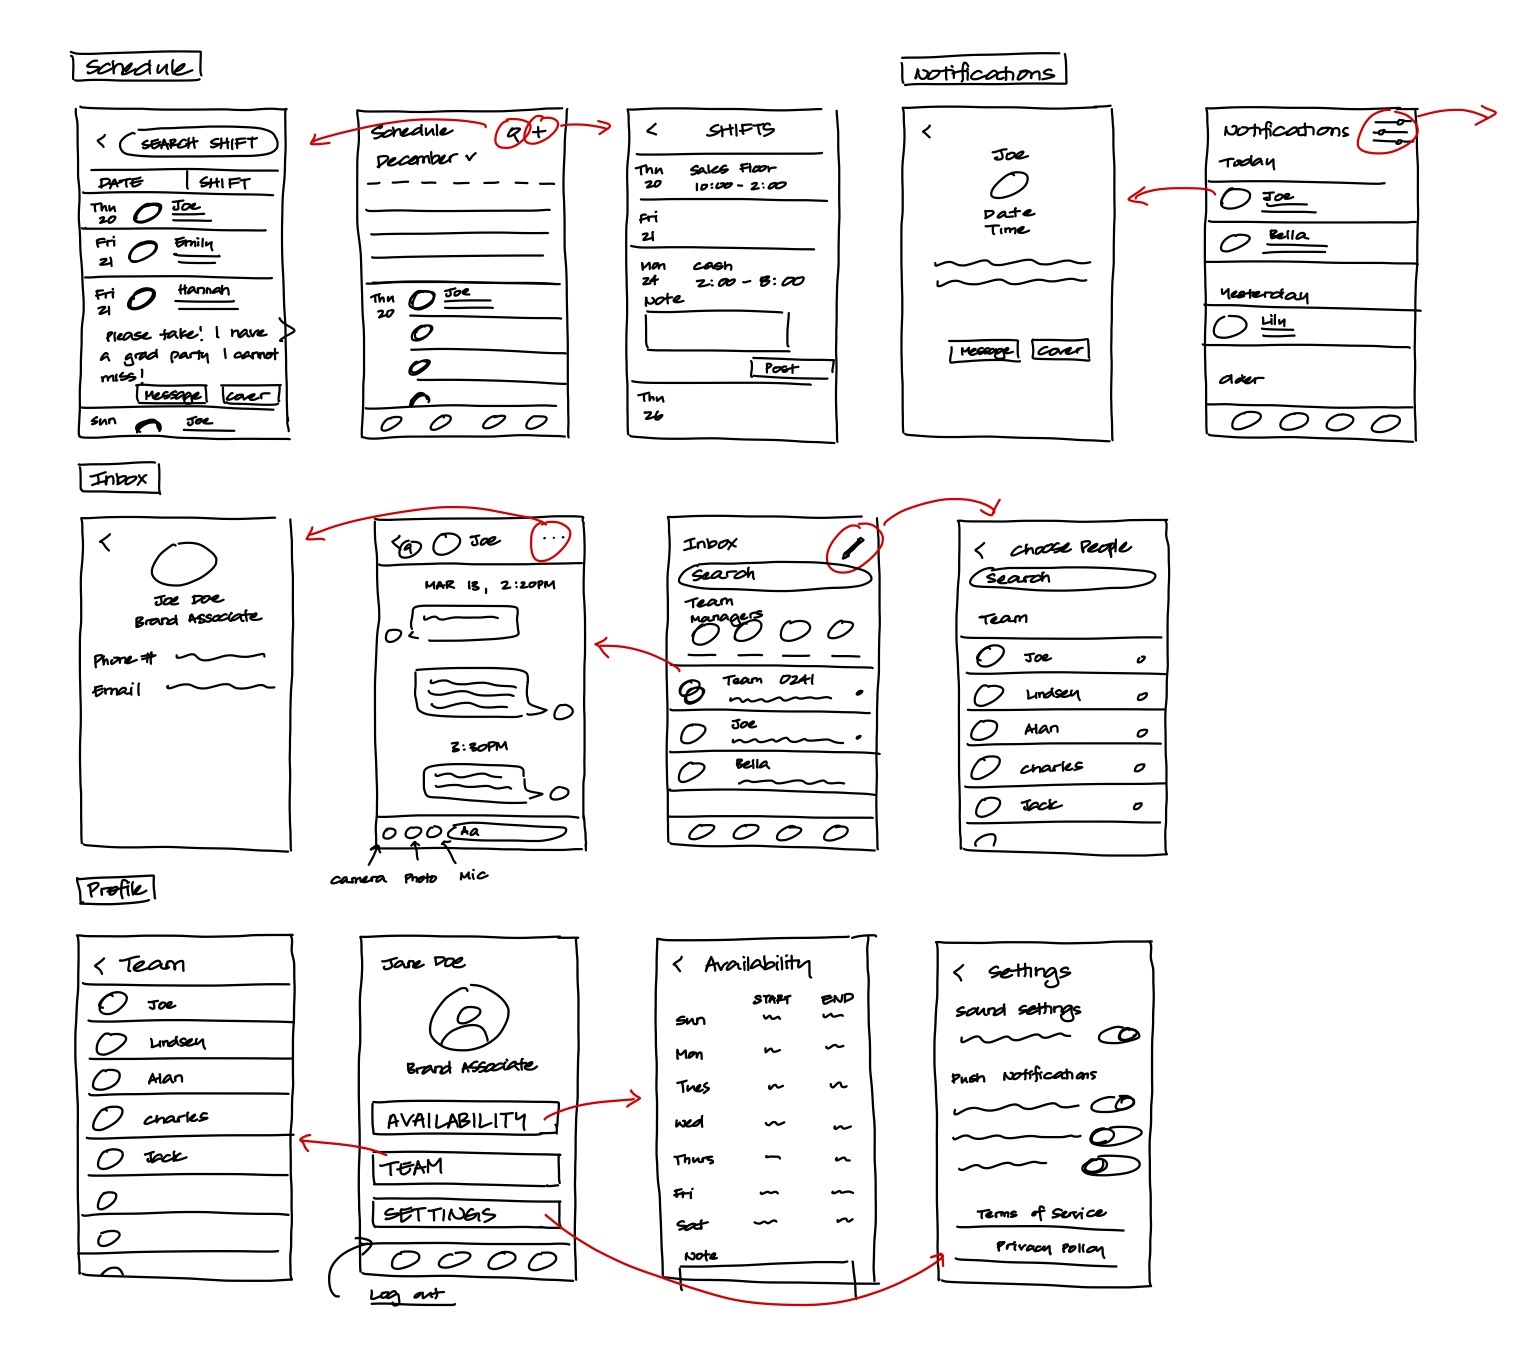 Schedule
SEARCH SHIFT
DATE SHIFT
Thu
20
Joe
Fri
21
Emily
Fri
21
Hannah
Please take! I have
a grad party I cannot
miss!
Message Cover
Sun Joe
Schedule +
December
Thu
20
Joe
< SHIFTS
Thu Sales Floor
20 10:00 - 2:00
Fri
21
Mon Cash
24 2:00 - 8:00
Note
Post
Thu
26
Notifications
<
Joe
Date
Time
Message Cover
Notifications
Today
Joe
Bella
Yesterday
Lily
Older
Inbox
<
Joe Doe
Brand Associate
Phone #
Email
< Joe ...
MAR 13, 2:20PM
3:30PM
Aa
Camera Photo Mic
Inbox
Search
Team
Managers
Team 0241
Joe
Bella
< Choose People
Search
Team
Joe
Lindsey
Alan
Charles
Jack
Profile
< Team
Joe
Lindsey
Alan
Charles
Jack
Jane Doe
Brand Associate
AVAILABILITY
TEAM
SETTINGS
Log out
< Availability
START END
Sun
Mon
Tues
Wed
Thurs
Fri
Sat
Note
< Settings
Sound Settings
Push Notifications
Terms of Service
Privacy Policy